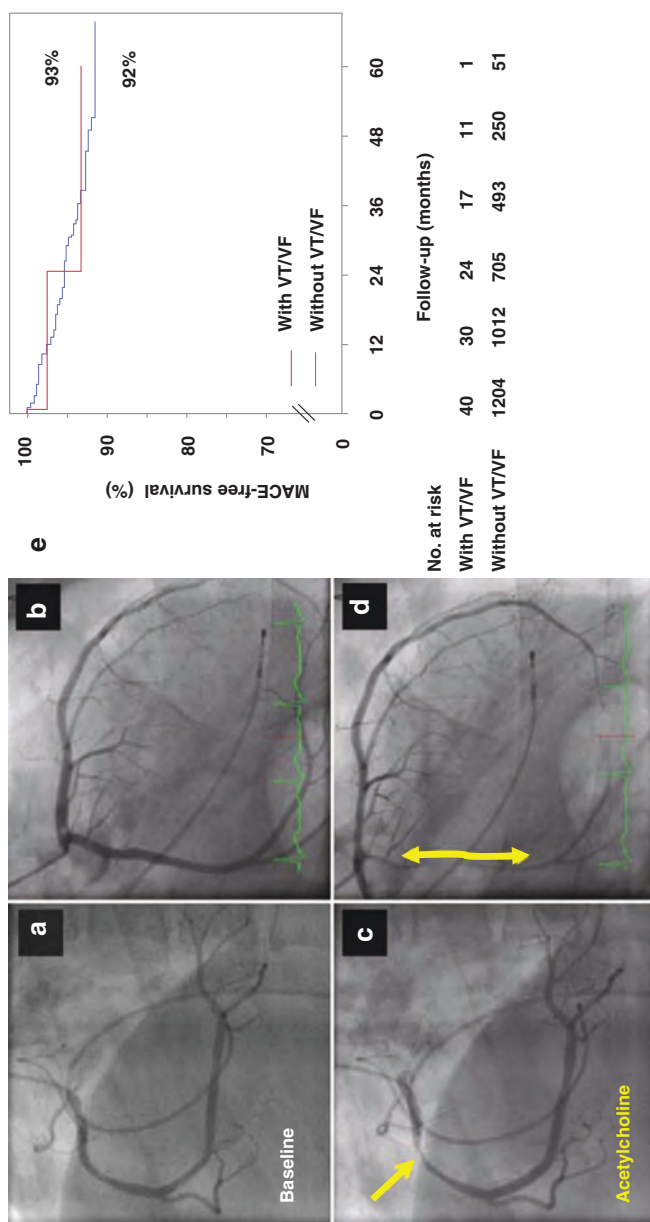 a
Baseline
b
c
Acetylcholine
d
e
MACE-free survival (%)
100
90
80
70
0
93%
92%
With VT/VF
Without VT/VF
0 12 24 36 48 60
Follow-up (months)
No. at risk
With VT/VF 40 30 24 17 11 1
Without VT/VF 1204 1012 705 493 250 51